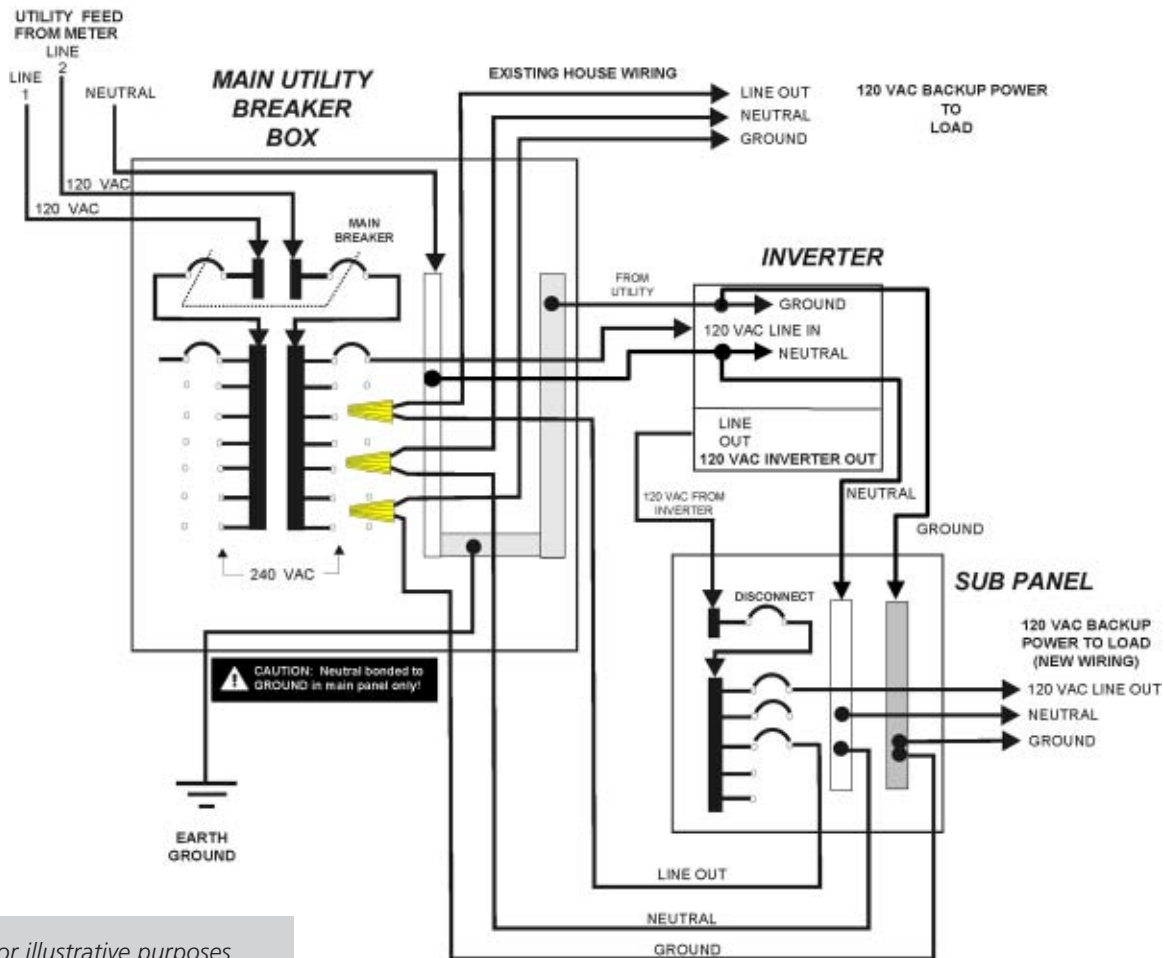 UTILITY FEED
FROM METER
LINE
2
LINE
1
NEUTRAL
MAIN UTILITY
BREAKER
BOX
EXISTING HOUSE WIRING
LINE OUT
NEUTRAL
GROUND
120 VAC BACKUP POWER
TO
LOAD
120 VAC
120 VAC
MAIN
BREAKER
INVERTER
FROM
UTILITY
GROUND
120 VAC LINE IN
NEUTRAL
LINE
OUT
120 VAC INVERTER OUT
120 VAC FROM
INVERTER
NEUTRAL
GROUND
240 VAC
SUB PANEL
DISCONNECT
120 VAC BACKUP
POWER TO LOAD
(NEW WIRING)
120 VAC LINE OUT
NEUTRAL
GROUND
CAUTION: Neutral bonded to
GROUND in main panel only!
EARTH
GROUND
LINE OUT
NEUTRAL
GROUND
or illustrative purposes